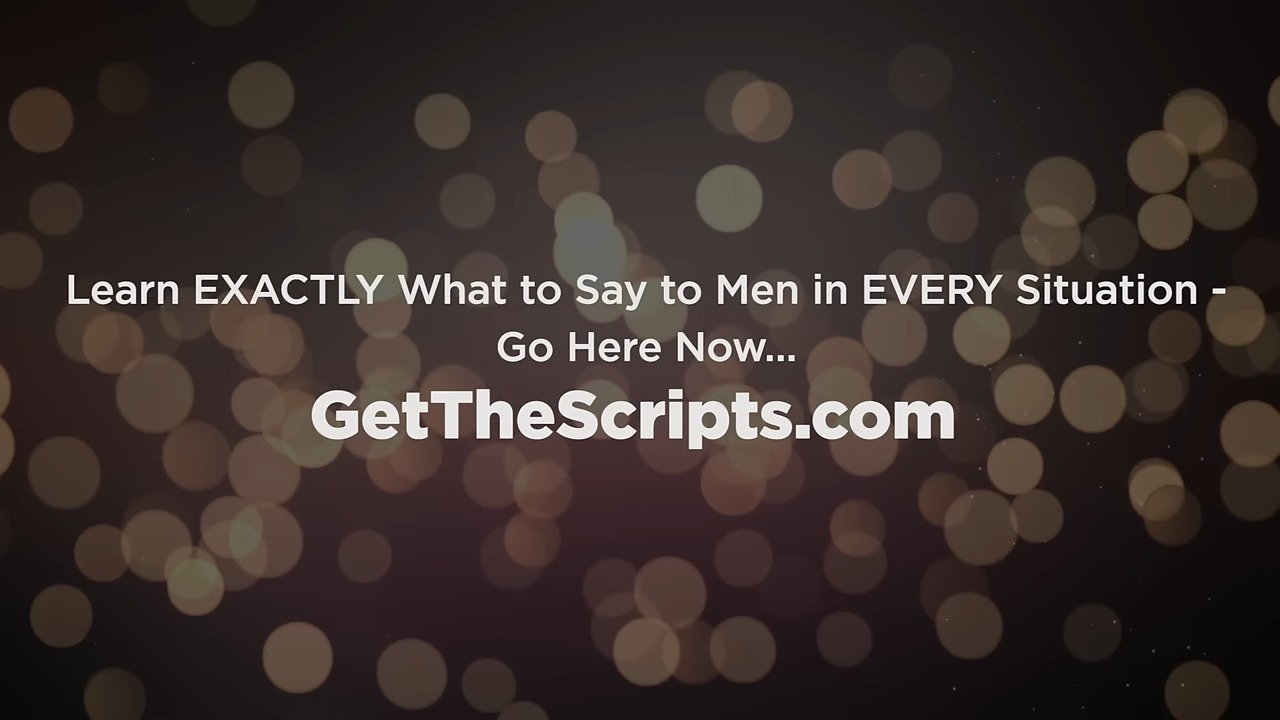 Learn EXACTLY What to Say to Men in EVERY Situation -
Go Here Now...
GetTheScripts.com